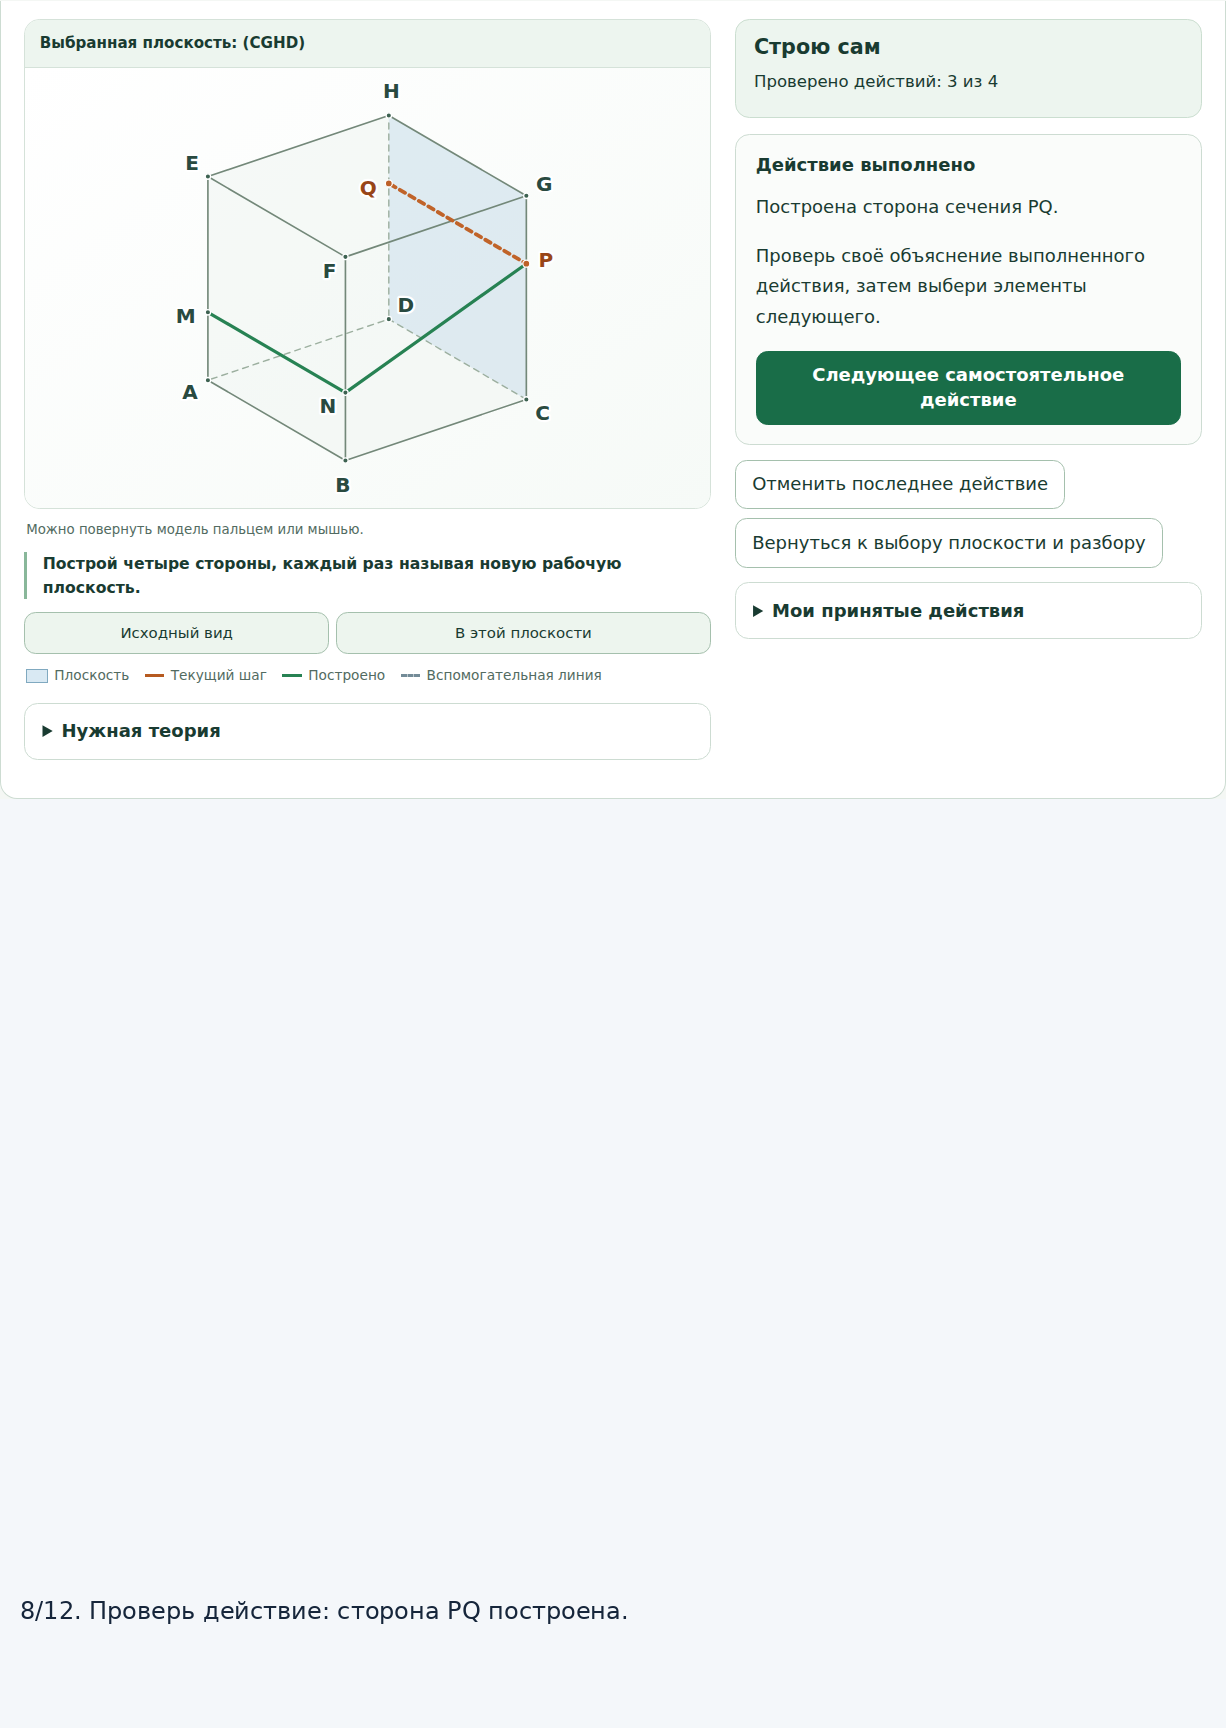 Выбранная плоскость: (CGHD)
H
E
G
Q
P
F
D
M
A
N
C
B
Можно повернуть модель пальцем или мышью.
Построй четыре стороны, каждый раз называя новую рабочую
плоскость.
Исходный вид
В этой плоскости
Плоскость
Текущий шаг
Построено
Вспомогательная линия
Нужная теория
Строю сам
Проверено действий: 3 из 4
Действие выполнено
Построена сторона сечения PQ.
Проверь своё объяснение выполненного
действия, затем выбери элементы
следующего.
Следующее самостоятельное
действие
Отменить последнее действие
Вернуться к выбору плоскости и разбору
Мои принятые действия
8/12. Проверь действие: сторона PQ построена.